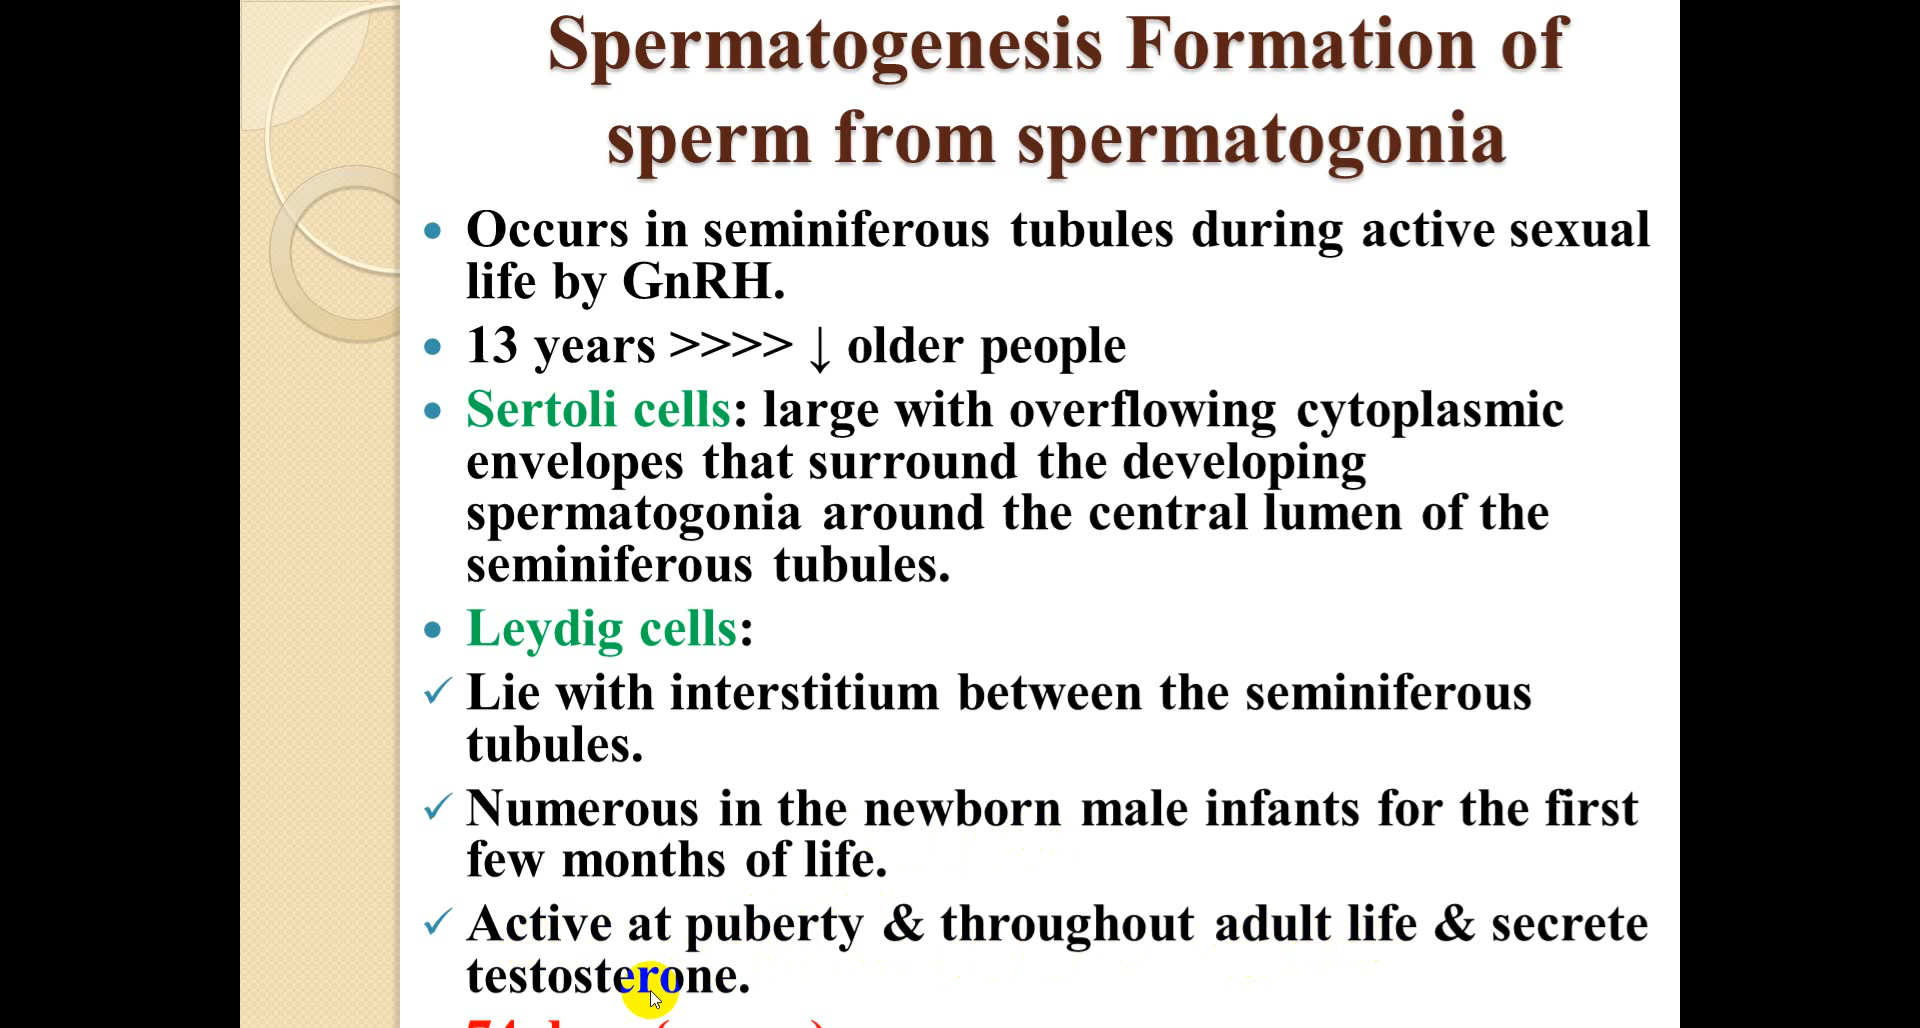 Spermatogenesis Formation of
sperm from spermatogonia
• Occurs in seminiferous tubules during active sexual
life by GnRH.
• 13 years >>>> ↓ older people
• Sertoli cells: large with overflowing cytoplasmic
envelopes that surround the developing
spermatogonia around the central lumen of the
seminiferous tubules.
• Leydig cells:
✓ Lie with interstitium between the seminiferous
tubules.
✓ Numerous in the newborn male infants for the first
few months of life.
✓ Active at puberty & throughout adult life & secrete
testosterone.